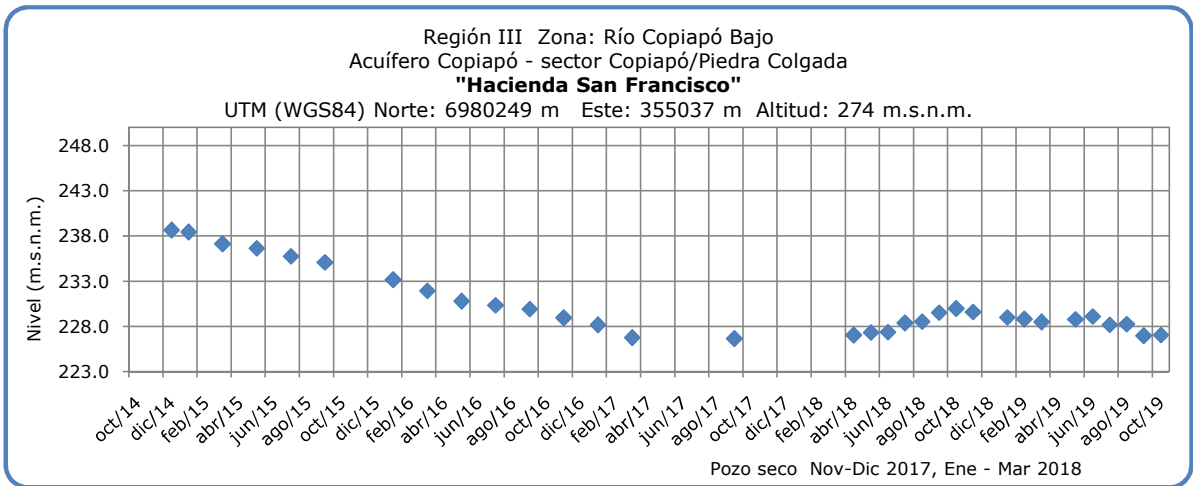 Región III Zona: Río Copiapó Bajo
Acuífero Copiapó - sector Copiapó/Piedra Colgada
"Hacienda San Francisco"
UTM (WGS84) Norte: 6980249 m Este: 355037 m Altitud: 274 m.s.n.m.
Nivel (m.s.n.m.)
248.0
243.0
238.0
233.0
228.0
223.0
oct/14
dic/14
feb/15
abr/15
jun/15
ago/15
oct/15
dic/15
feb/16
abr/16
jun/16
ago/16
oct/16
dic/16
feb/17
abr/17
jun/17
ago/17
oct/17
dic/17
feb/18
abr/18
jun/18
ago/18
oct/18
dic/18
feb/19
abr/19
jun/19
ago/19
oct/19
Pozo seco Nov-Dic 2017, Ene - Mar 2018